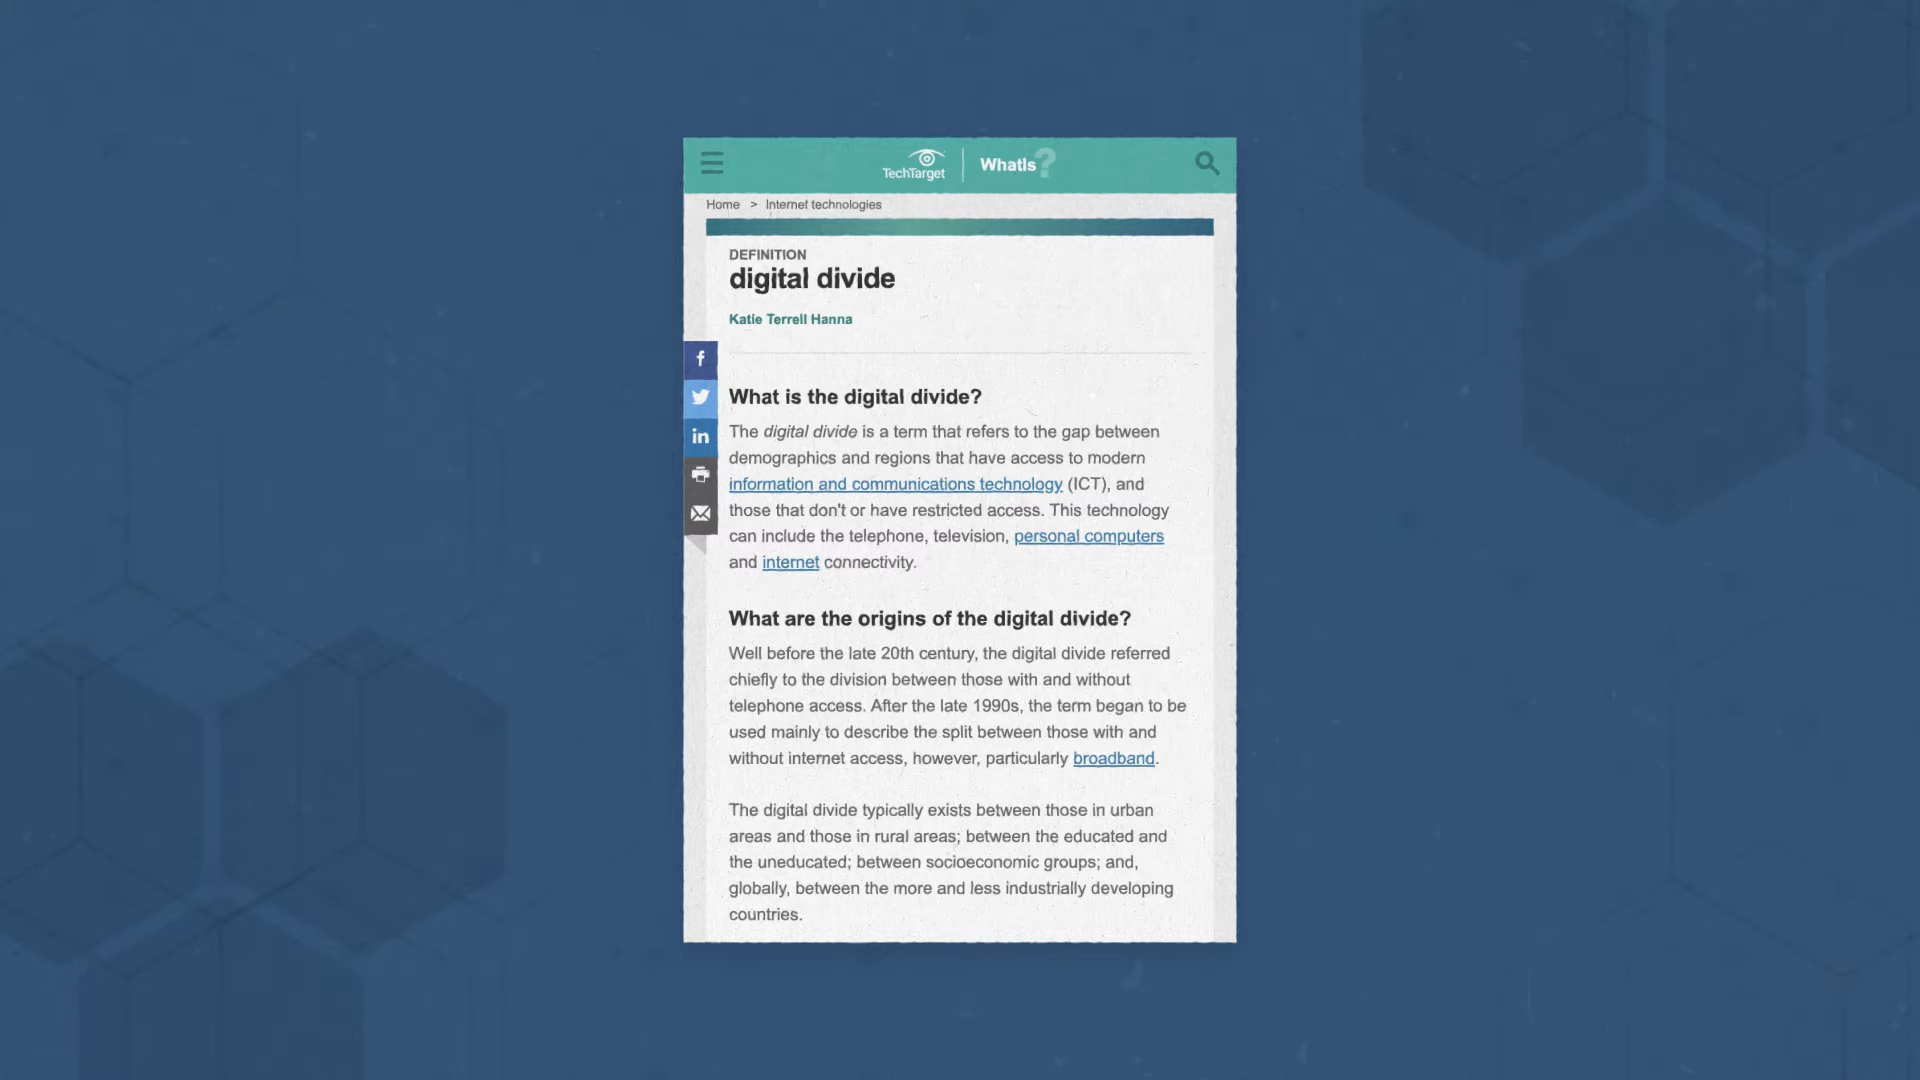 TechTarget | WhatIs?
Home > Internet technologies
DEFINITION
digital divide
Katie Terrell Hanna
What is the digital divide?
The digital divide is a term that refers to the gap between
demographics and regions that have access to modern
information and communications technology (ICT), and
those that don't or have restricted access. This technology
can include the telephone, television, personal computers
and internet connectivity.
What are the origins of the digital divide?
Well before the late 20th century, the digital divide referred
chiefly to the division between those with and without
telephone access. After the late 1990s, the term began to be
used mainly to describe the split between those with and
without internet access, however, particularly broadband.
The digital divide typically exists between those in urban
areas and those in rural areas; between the educated and
the uneducated; between socioeconomic groups; and,
globally, between the more and less industrially developing
countries.